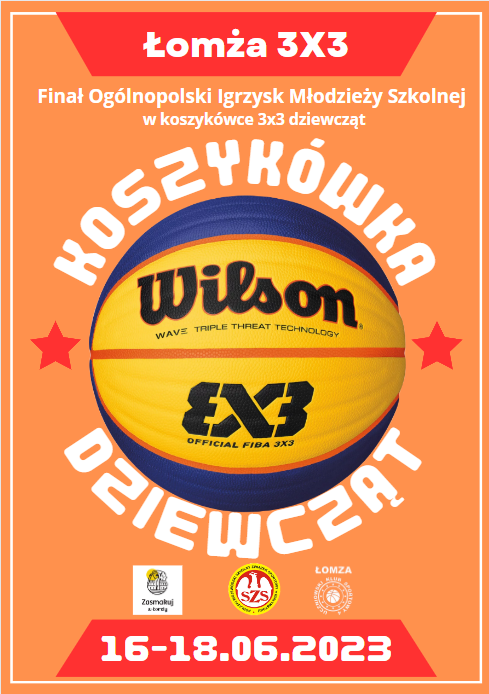 Łomża 3X3
Finał Ogólnopolski Igrzysk Młodzieży Szkolnej
w koszykówce 3x3 dziewcząt
KOSZYKÓWKA
Wilson
WAVE TRIPLE THREAT TECHNOLOGY
3X3
OFFICIAL FIBA 3X3
DZIEWCZĄT
Zasmakuj
SZS
ŁOMŻA
16-18.06.2023